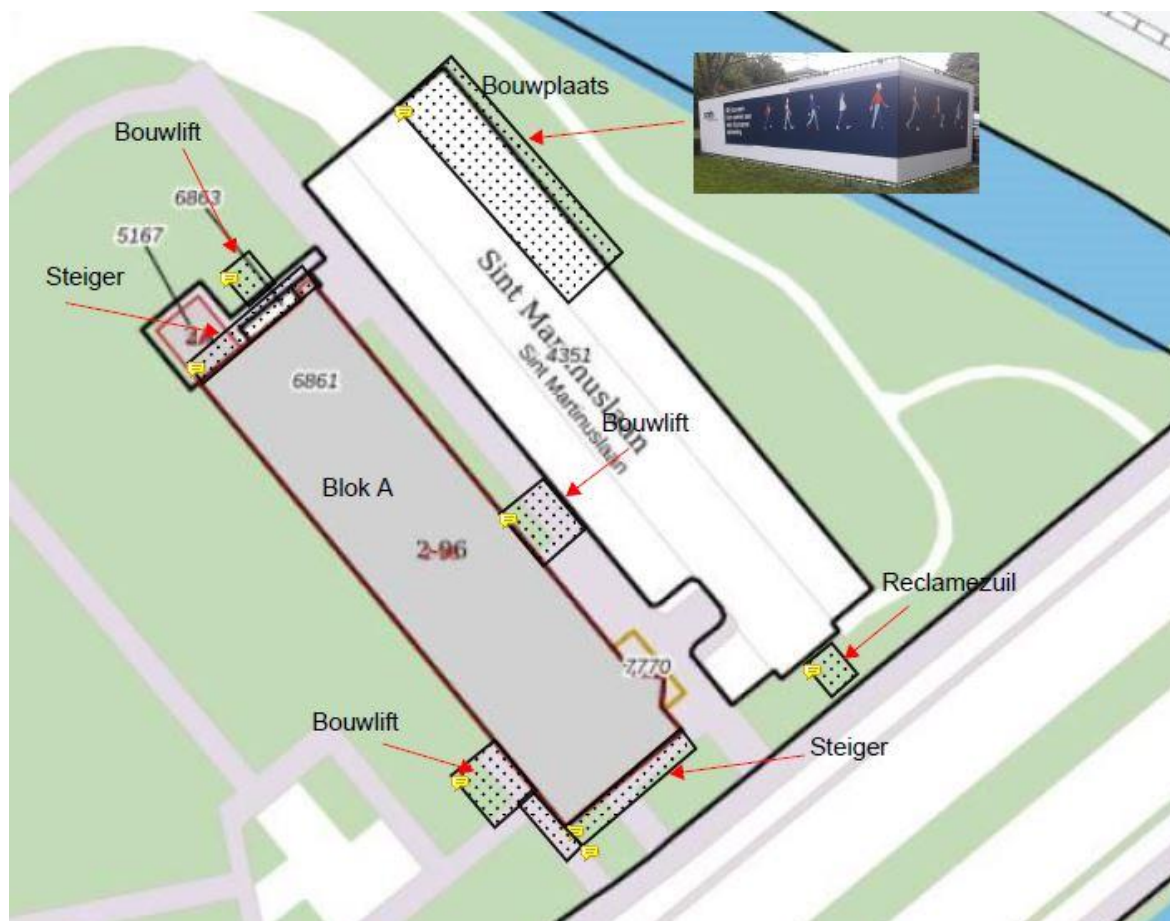 Bouwplaats
Bouwlift
6863
5167
Steiger
2A
6861
Sint Martinuslaan
4351
Sint Martinuslaan
Bouwlift
Blok A
2-96
Reclamezuil
7770
Bouwlift
Steiger